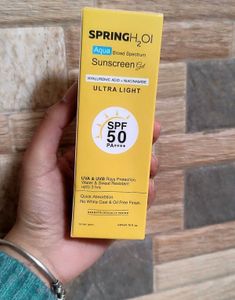 SPRINGH₂O!
Aqua Broad Spectrum
Sunscreen Gel
HYALURONIC ACID + NIACINAMIDE
ULTRA LIGHT
SPF
50
PA++++
UVA & UVB Rays Protection
Water & Sweat Resistant
Quick Absorption
No White Cast & Oil Free Finish